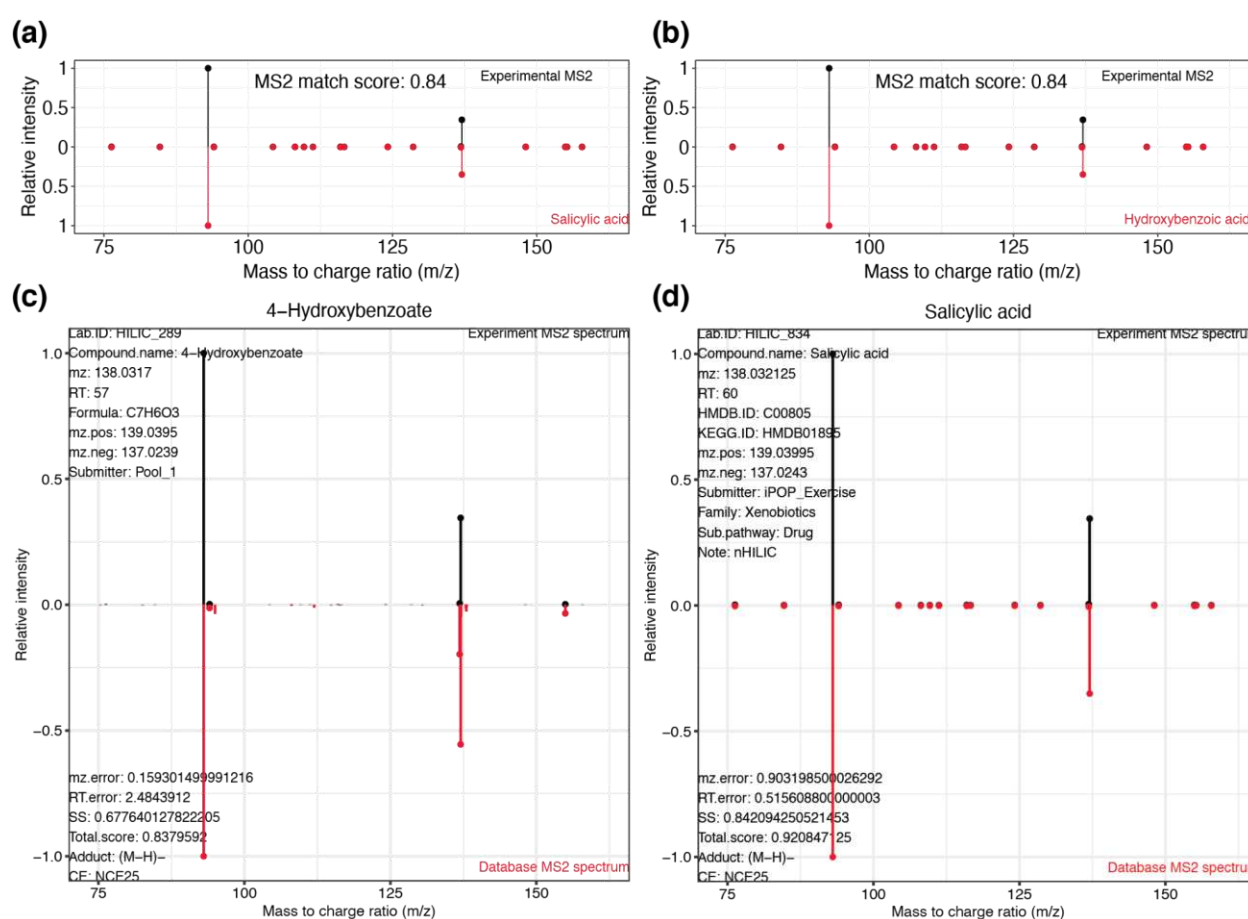 (a)
MS2 match score: 0.84
Experimental MS2
Relative intensity
1
0.5
0
0.5
1
Salicylic acid
75
100
125
150
Mass to charge ratio (m/z)
(b)
MS2 match score: 0.84
Experimental MS2
Relative intensity
1
0.5
0
0.5
1
Hydroxybenzoic acid
75
100
125
150
Mass to charge ratio (m/z)
(c)
4−Hydroxybenzoate
Lab.ID: HILIC_289
Experiment MS2 spectrum
Compound.name: 4−Hydroxybenzoate
mz: 138.0317
RT: 57
Formula: C7H6O3
mz.pos: 139.0395
mz.neg: 137.0239
Submitter: Pool_1
Relative intensity
1.0
0.5
0.0
−0.5
−1.0
mz.error: 0.159301499991216
RT.error: 2.4843912
SS: 0.677640127822205
Total.score: 0.8379592
Adduct: (M−H)−
CE: NCE25
Database MS2 spectrum
75
100
125
150
Mass to charge ratio (m/z)
(d)
Salicylic acid
Lab.ID: HILIC_834
Experiment MS2 spectrum
Compound.name: Salicylic acid
mz: 138.032125
RT: 60
HMDB.ID: C00805
KEGG.ID: HMDB01895
mz.pos: 139.03995
mz.neg: 137.0243
Submitter: iPOP_Exercise
Family: Xenobiotics
Sub.pathway: Drug
Note: nHILIC
Relative intensity
1.0
0.5
0.0
−0.5
−1.0
mz.error: 0.903198500026292
RT.error: 0.515608800000003
SS: 0.842094250521453
Total.score: 0.920847125
Adduct: (M−H)−
CE: NCE25
Database MS2 spectrum
75
100
125
150
Mass to charge ratio (m/z)